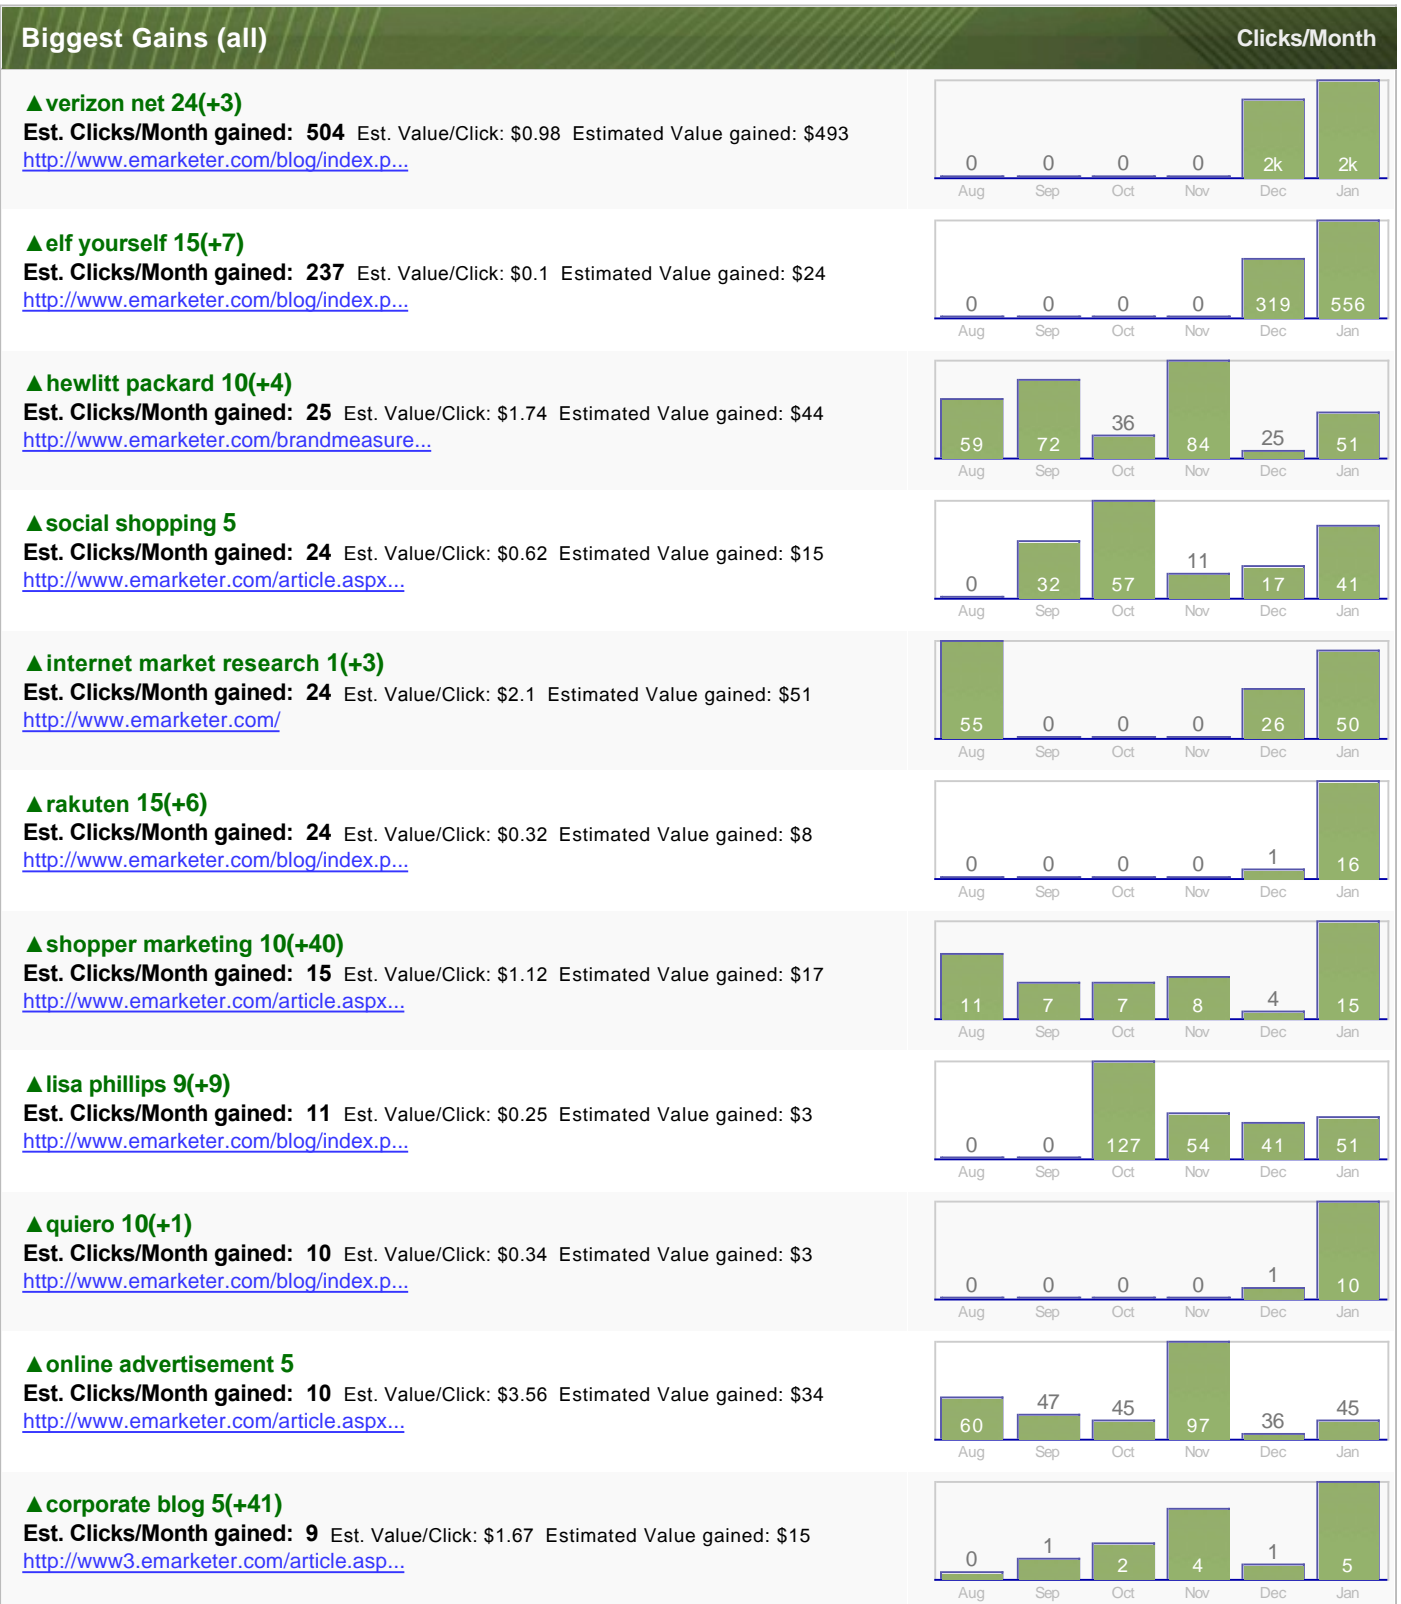 Biggest Gains (all) Clicks/Month
▲verizon net 24(+3)
Est. Clicks/Month gained: 504 Est. Value/Click: $0.98 Estimated Value gained: $493
http://www.emarketer.com/blog/index.p...
0 0 0 0 2k 2k
Aug Sep Oct Nov Dec Jan
▲elf yourself 15(+7)
Est. Clicks/Month gained: 237 Est. Value/Click: $0.1 Estimated Value gained: $24
http://www.emarketer.com/blog/index.p...
0 0 0 0 319 556
Aug Sep Oct Nov Dec Jan
▲hewlitt packard 10(+4)
Est. Clicks/Month gained: 25 Est. Value/Click: $1.74 Estimated Value gained: $44
http://www.emarketer.com/brandmeasure...
59 72 36 84 25 51
Aug Sep Oct Nov Dec Jan
▲social shopping 5
Est. Clicks/Month gained: 24 Est. Value/Click: $0.62 Estimated Value gained: $15
http://www.emarketer.com/article.aspx...
0 32 57 11 17 41
Aug Sep Oct Nov Dec Jan
▲internet market research 1(+3)
Est. Clicks/Month gained: 24 Est. Value/Click: $2.1 Estimated Value gained: $51
http://www.emarketer.com/
55 0 0 0 26 50
Aug Sep Oct Nov Dec Jan
▲rakuten 15(+6)
Est. Clicks/Month gained: 24 Est. Value/Click: $0.32 Estimated Value gained: $8
http://www.emarketer.com/blog/index.p...
0 0 0 0 1 16
Aug Sep Oct Nov Dec Jan
▲shopper marketing 10(+40)
Est. Clicks/Month gained: 15 Est. Value/Click: $1.12 Estimated Value gained: $17
http://www.emarketer.com/article.aspx...
11 7 7 8 4 15
Aug Sep Oct Nov Dec Jan
▲lisa phillips 9(+9)
Est. Clicks/Month gained: 11 Est. Value/Click: $0.25 Estimated Value gained: $3
http://www.emarketer.com/blog/index.p...
0 0 127 54 41 51
Aug Sep Oct Nov Dec Jan
▲quiero 10(+1)
Est. Clicks/Month gained: 10 Est. Value/Click: $0.34 Estimated Value gained: $3
http://www.emarketer.com/blog/index.p...
0 0 0 0 1 10
Aug Sep Oct Nov Dec Jan
▲online advertisement 5
Est. Clicks/Month gained: 10 Est. Value/Click: $3.56 Estimated Value gained: $34
http://www.emarketer.com/article.aspx...
60 47 45 97 36 45
Aug Sep Oct Nov Dec Jan
▲corporate blog 5(+41)
Est. Clicks/Month gained: 9 Est. Value/Click: $1.67 Estimated Value gained: $15
http://www3.emarketer.com/article.asp...
0 1 2 4 1 5
Aug Sep Oct Nov Dec Jan